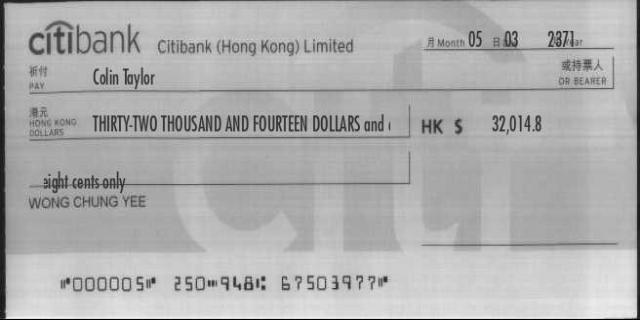 citibank Citibank (Hong Kong) Limited
月 Month 05 日 03 2371
祈付 Colin Taylor 或持票人
PAY OR BEARER
港元
HONG KONG DOLLARS THIRTY-TWO THOUSAND AND FOURTEEN DOLLARS and HK $ 32,014.8
eight cents only
WONG CHUNG YEE
⑈000005⑈ 250⑉948⑆ 67503977⑈